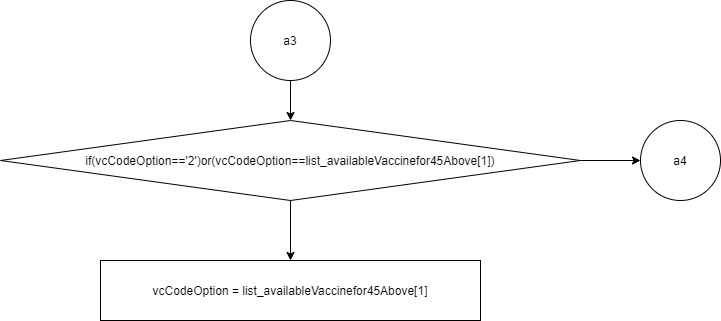 a3
if(vcCodeOption=='2')or(vcCodeOption==list_availableVaccinefor45Above[1])
a4
vcCodeOption = list_availableVaccinefor45Above[1]